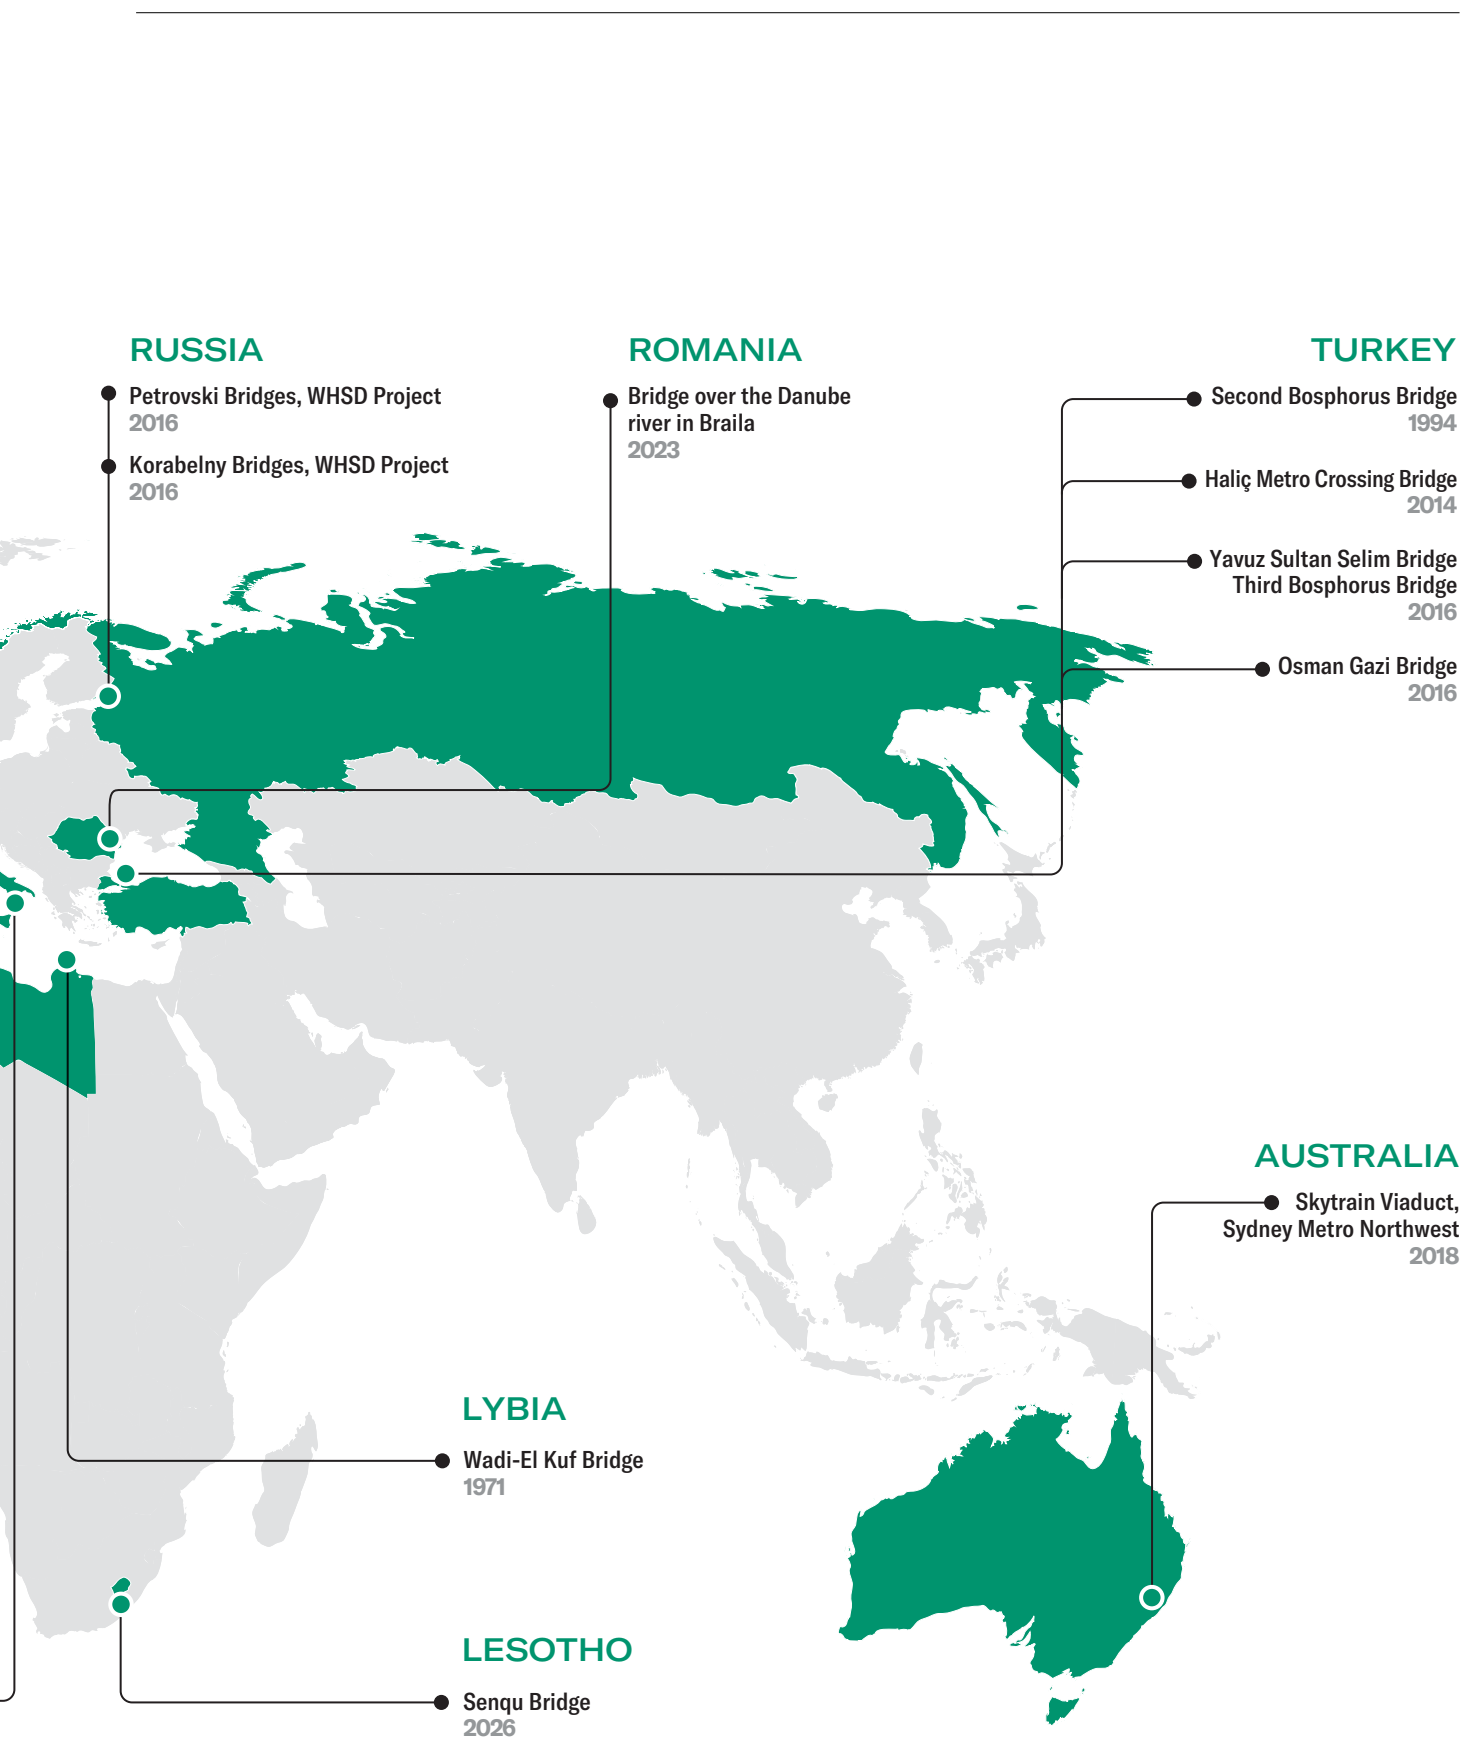 RUSSIA
Petrovski Bridges, WHSD Project
2016
Korabelny Bridges, WHSD Project
2016
ROMANIA
Bridge over the Danube
river in Braila
2023
TURKEY
Second Bosphorus Bridge
1994
Haliç Metro Crossing Bridge
2014
Yavuz Sultan Selim Bridge
Third Bosphorus Bridge
2016
Osman Gazi Bridge
2016
AUSTRALIA
Skytrain Viaduct,
Sydney Metro Northwest
2018
LYBIA
Wadi-El Kuf Bridge
1971
LESOTHO
Senqu Bridge
2026